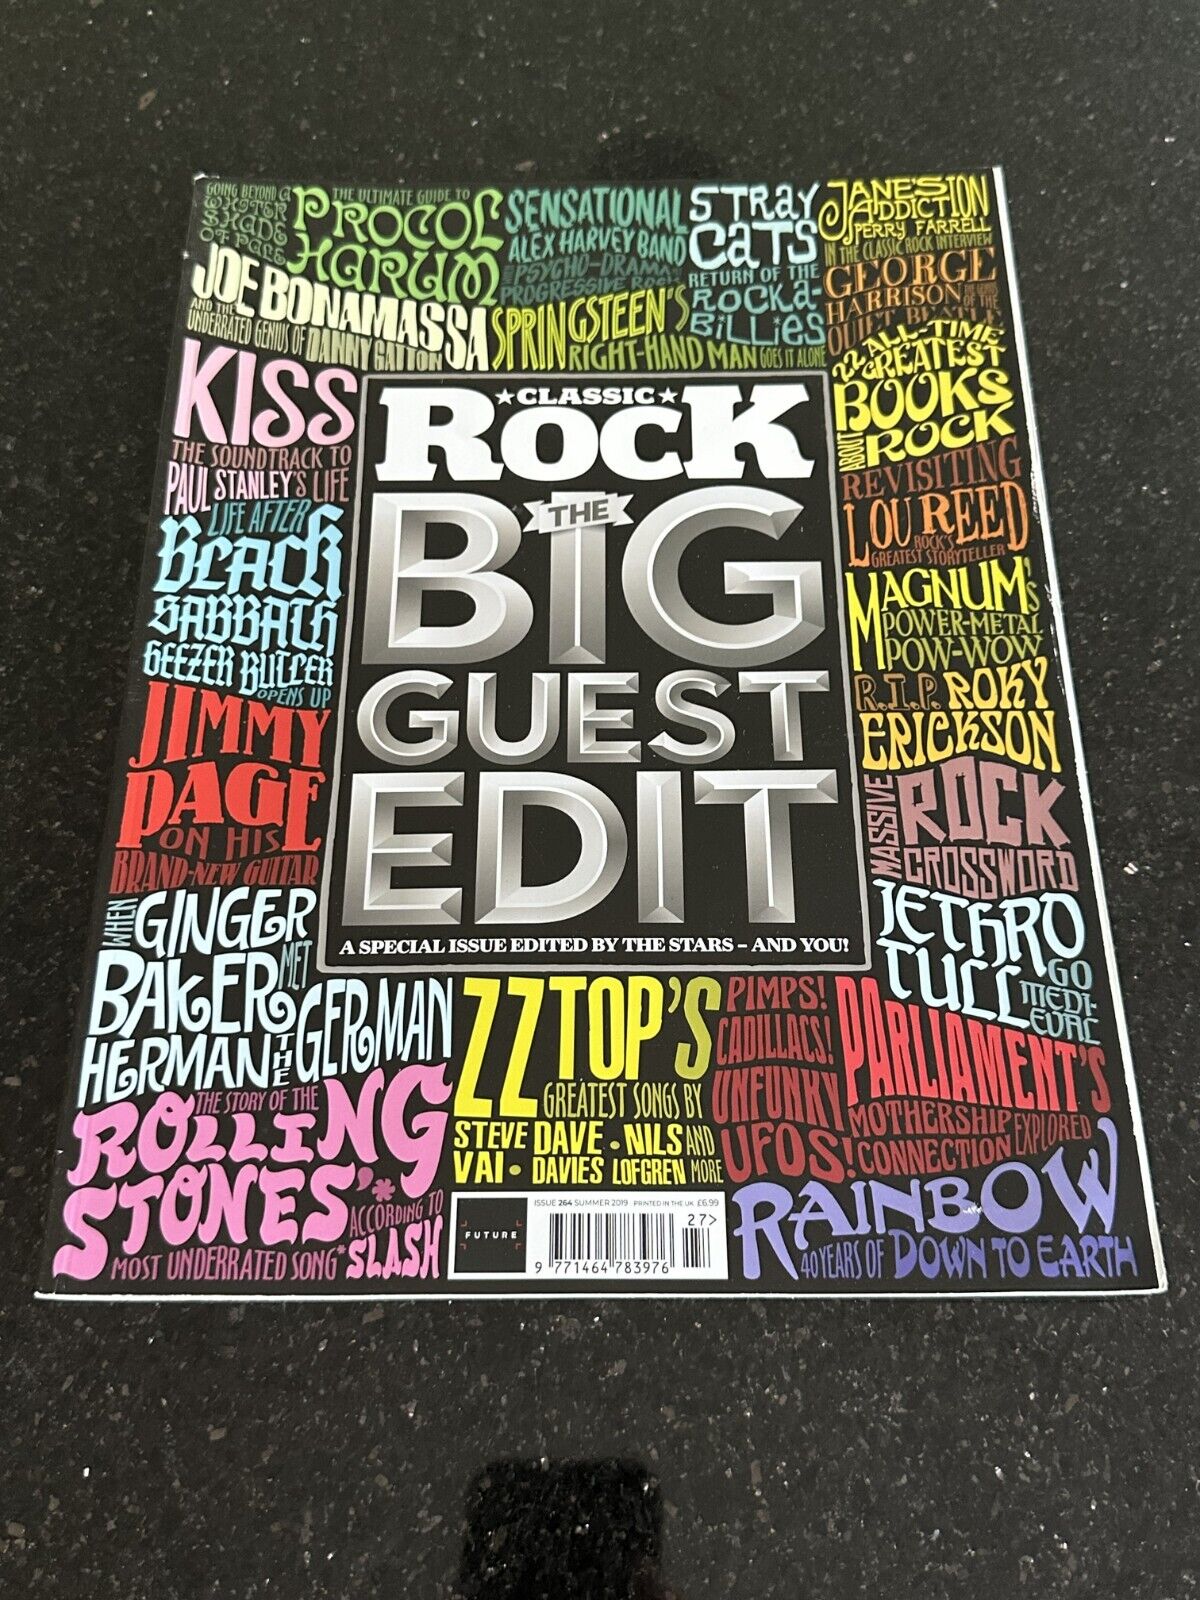 GOING BEYOND A
WHITER
SHADE
OF PALE
THE ULTIMATE GUIDE TO
PROCOL
HARUM
SENSATIONAL
ALEX HARVEY BAND
PSYCHO-DRAMA
PROGRESSIVE ROCK
STRAY
CATS
RETURN OF THE
ROCKA-
BILLIES
JANE'S
ADDICTION
PERRY FARRELL
IN THE CLASSIC ROCK INTERVIEW
GEORGE
HARRISON
THE GENIUS OF THE
QUIET BEATLE
JOE BONAMASSA
AND THE
UNDERRATED GENIUS OF DANNY GATTON
SPRINGSTEEN'S
RIGHT-HAND MAN GOES IT ALONE
22 ALL-TIME
GREATEST
BOOKS
ABOUT ROCK
KISS
THE SOUNDTRACK TO
PAUL STANLEY'S LIFE
★CLASSIC★
ROCK
THE
BIG
GUEST
EDIT
A SPECIAL ISSUE EDITED BY THE STARS – AND YOU!
REVISITING
LOU REED
ROCK'S
GREATEST STORYTELLER
LIFE AFTER
BLACK
SABBATH
GEEZER BUTLER
OPENS UP
MAGNUM'S
POWER-METAL
POW-WOW
R.I.P. ROKY
ERICKSON
JIMMY
PAGE
ON HIS
BRAND-NEW GUITAR
MASSIVE
ROCK
CROSSWORD
WHEN
GINGER
BAKER MET
HERMAN THE GERMAN
JETHRO
TULL GO
MEDI-
EVAL
THE STORY OF THE
ROLLING
STONES'*
MOST UNDERRATED SONG*
ACCORDING TO
SLASH
ZZ TOP'S
GREATEST SONGS BY
STEVE VAI • DAVE DAVIES • NILS LOFGREN AND MORE
PIMPS!
CADILLACS!
UNFUNKY
UFOS!
PARLIAMENT'S
MOTHERSHIP
CONNECTION EXPLORED
FUTURE
ISSUE 264 SUMMER 2019 . PRINTED IN THE UK £6.99
27>
9 771464 783976
RAINBOW
40 YEARS OF DOWN TO EARTH